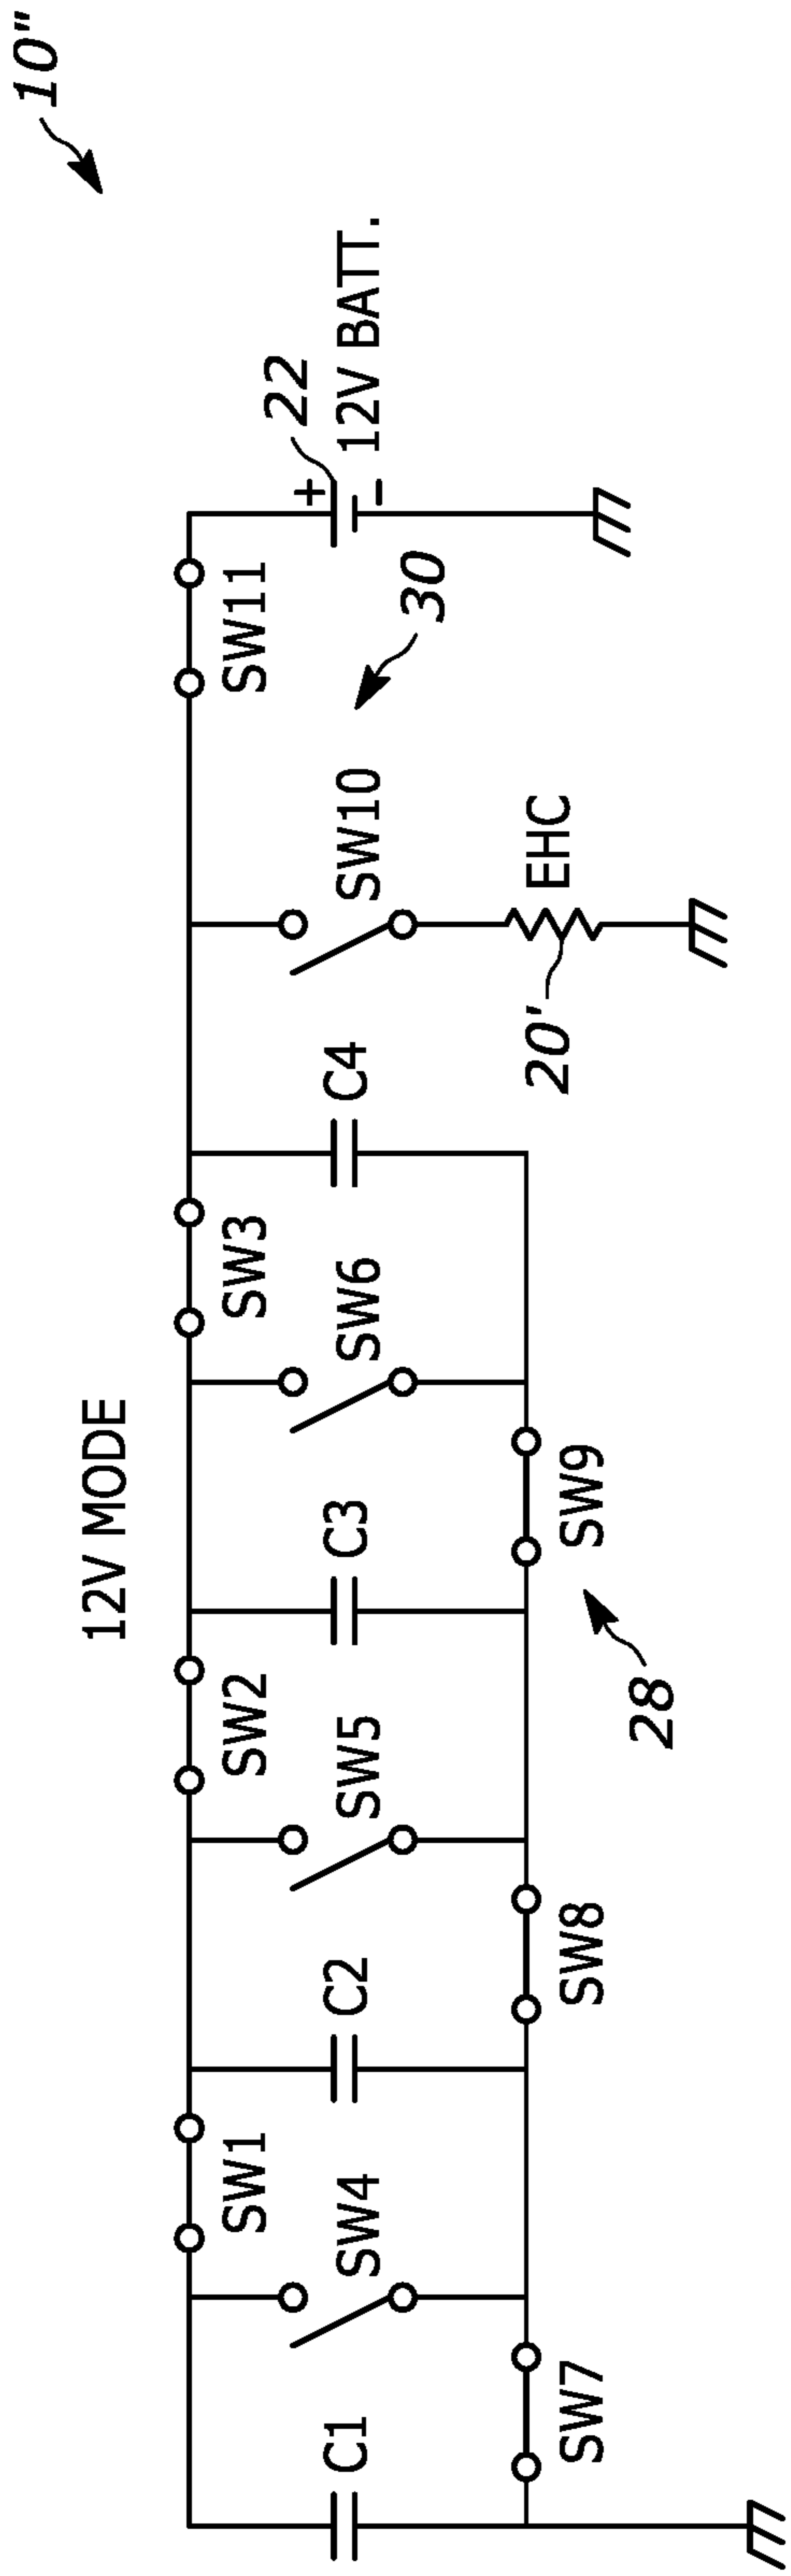 10"
12V MODE
SW1
SW2
SW3
SW11
C1
SW4
C2
SW5
C3
SW6
C4
SW10
30
22
+
-
12V BATT.
SW7
SW8
SW9
28
20'
EHC